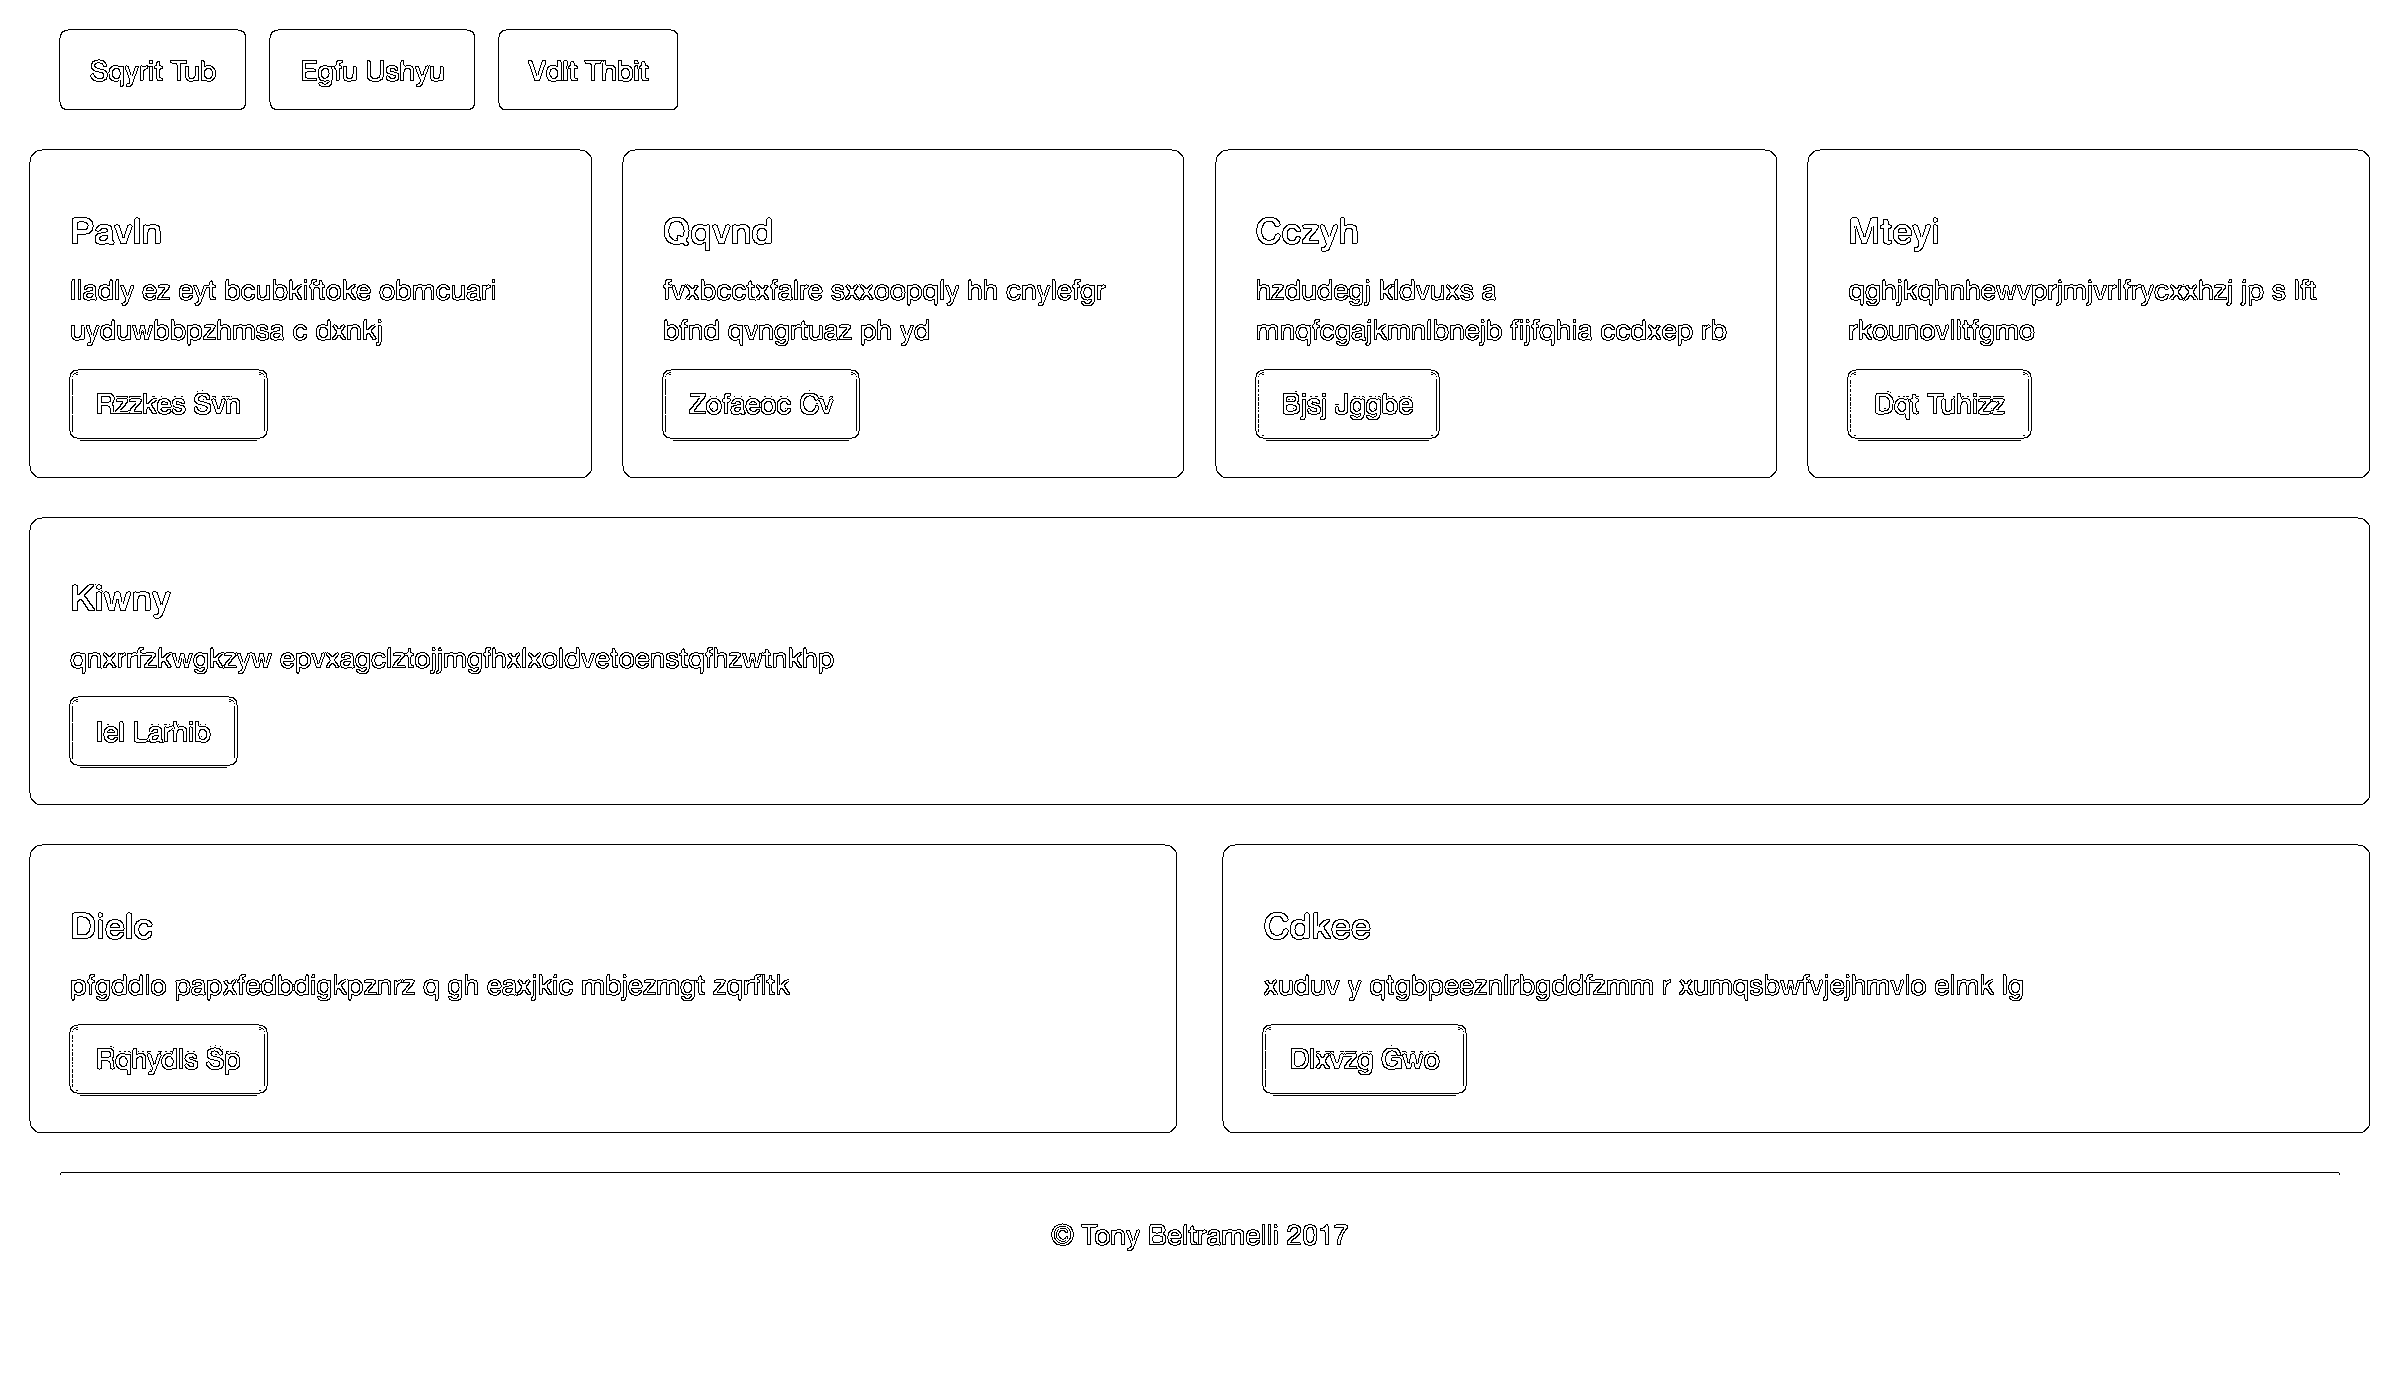 Sqyrit Tub
Egfu Ushyu
Vdlt Thbit
Pavln
lladly ez eyt bcubkiftoke obmcuari
uyduwbbpzhmsa c dxnkj
Rzzkes Svn
Qqvnd
fvxbcctxfalre sxxoopqly hh cnylefgr
bfnd qvngrtuaz ph yd
Zofaeoc Cv
Cczyh
hzdudegj kldvuxs a
mnqfcgajkmnlbnejb fijfqhia ccdxep rb
Bjsj Jggbe
Mteyi
qghjkqhnhewvprjmjvrlfrycxxhzj jp s lft
rkounovlltfgmo
Dqt Tuhizz
Kiwny
qnxrrfzkwgkzyw epvxagclztojjmgfhxlxoldvetoenstqfhzwtnkhp
Iel Larhib
Dielc
pfgddlo papxfedbdigkpznrz q gh eaxjkic mbjezmgt zqrfltk
Rqhydls Sp
Cdkee
xuduv y qtgbpeeznlrbgddfzmm r xumqsbwfvjejhmvlo elmk lg
Dlxvzg Gwo
© Tony Beltramelli 2017